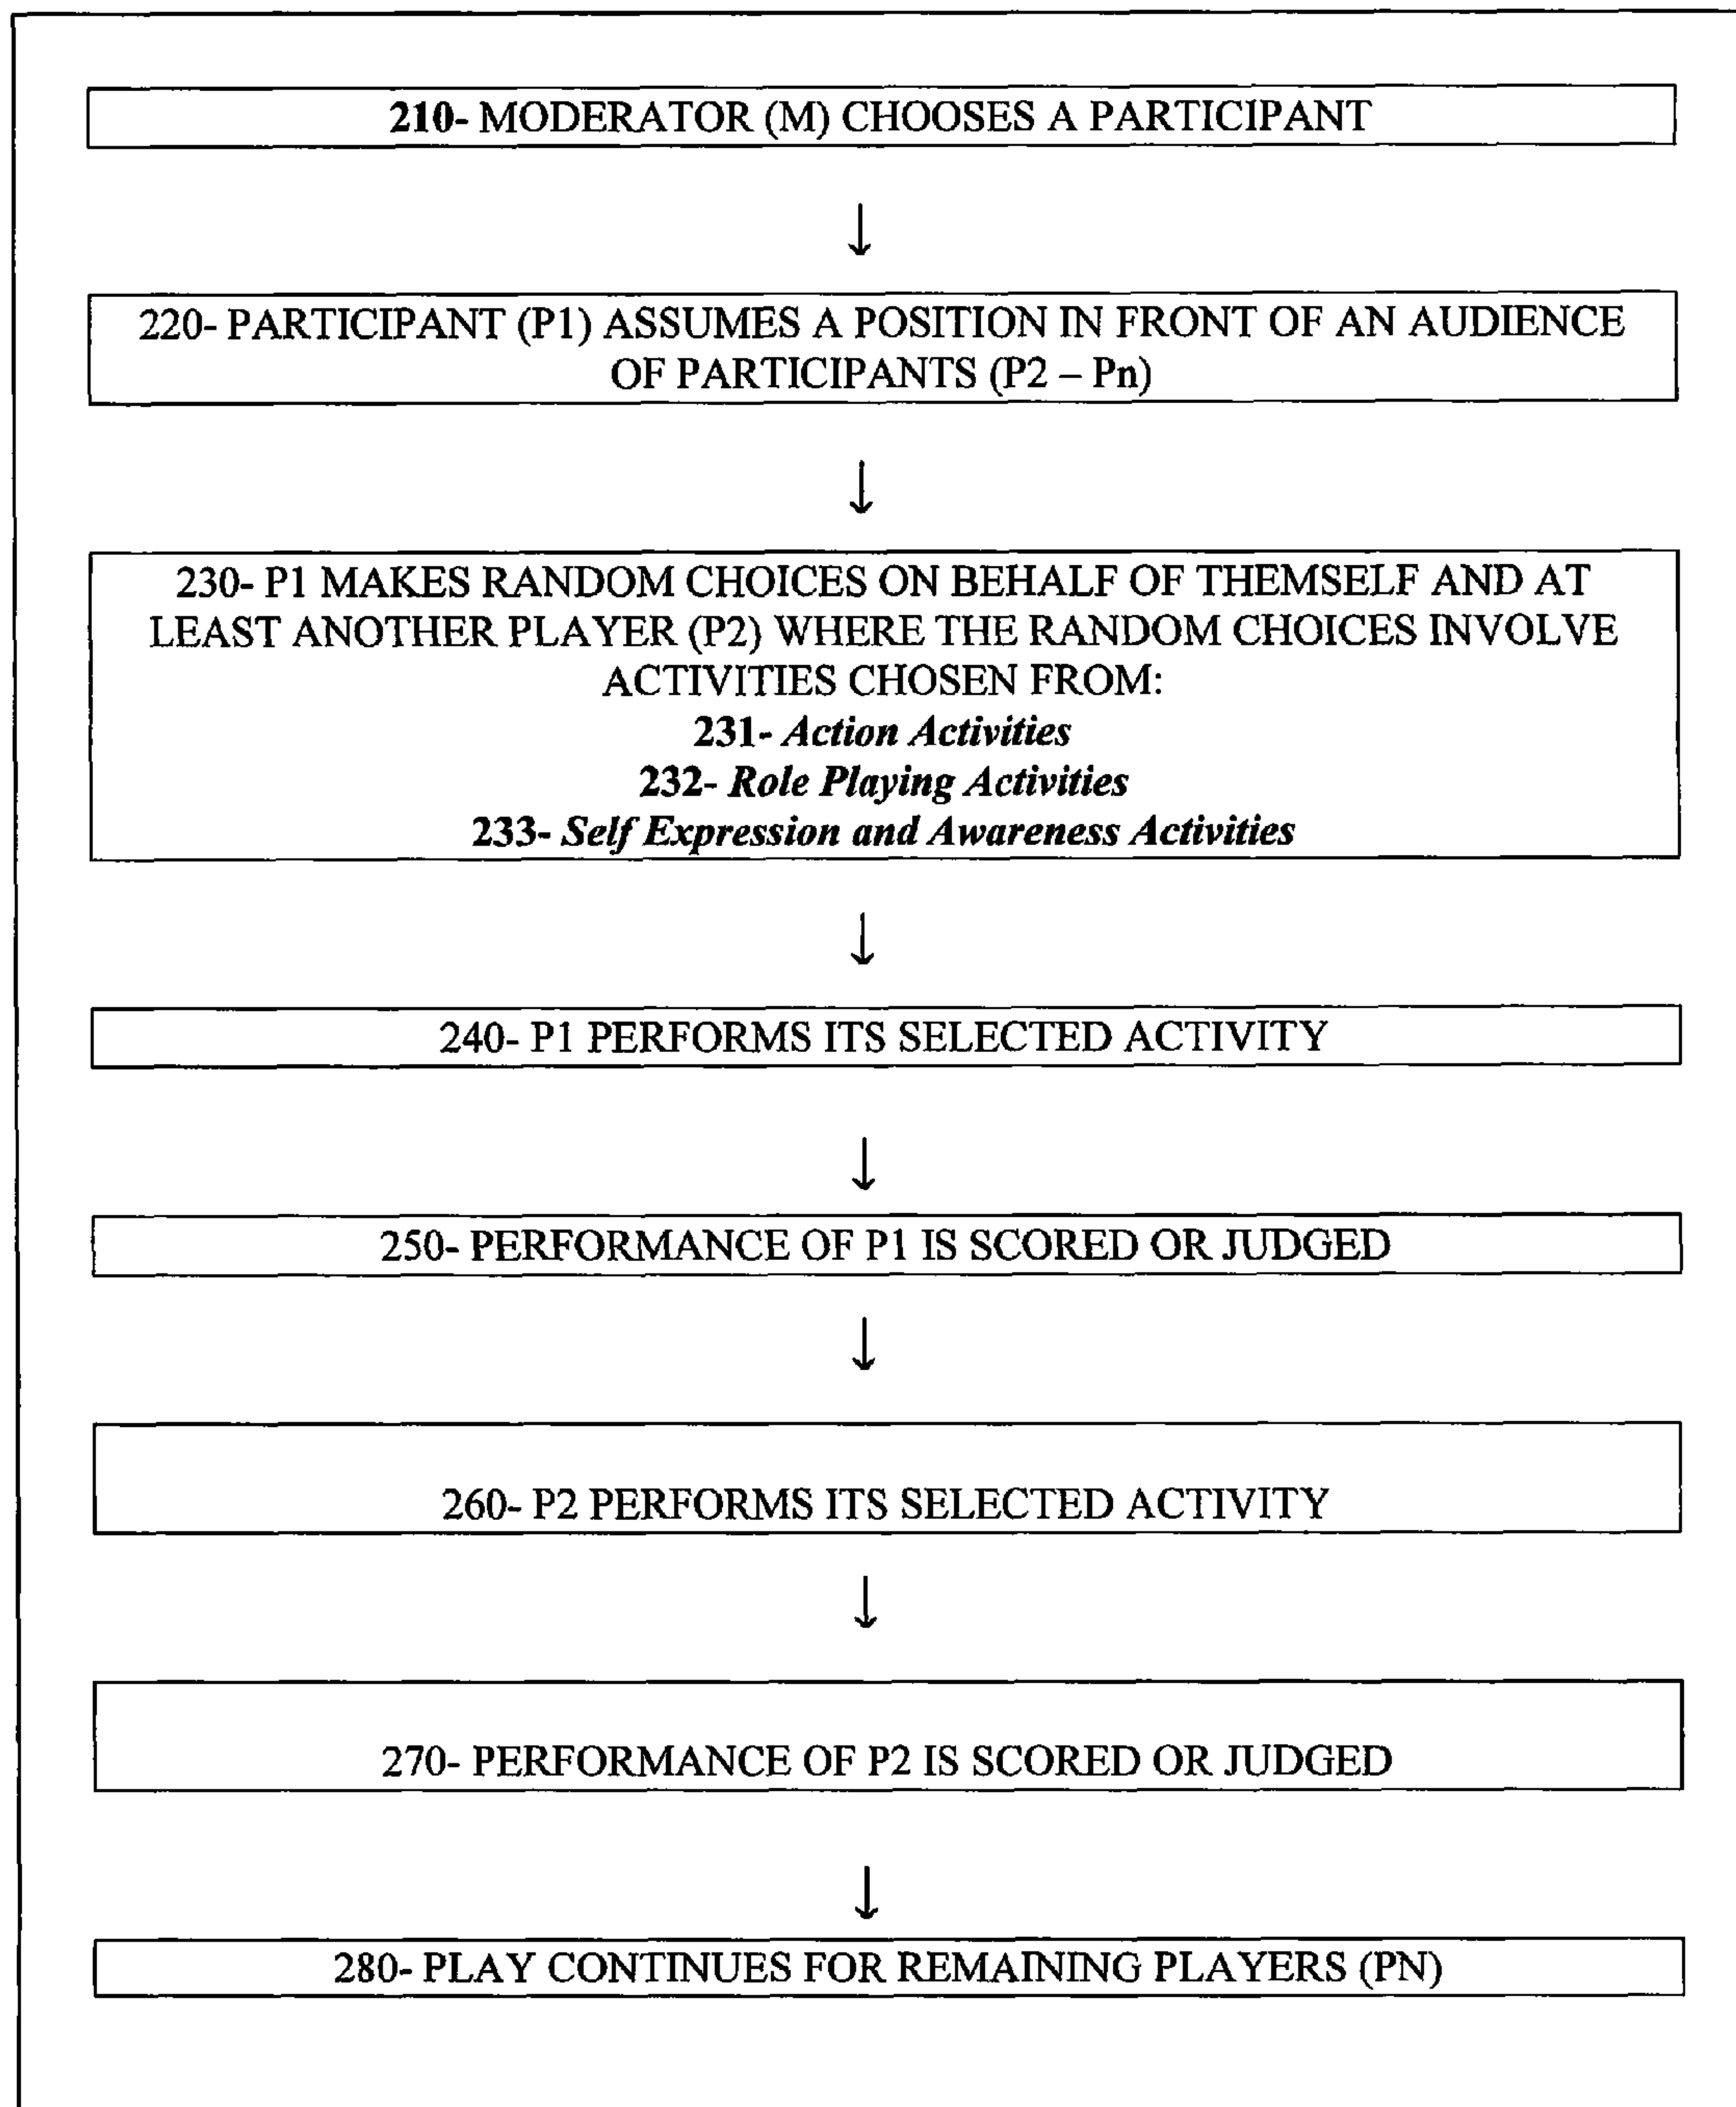 210- MODERATOR (M) CHOOSES A PARTICIPANT
220- PARTICIPANT (P1) ASSUMES A POSITION IN FRONT OF AN AUDIENCE
OF PARTICIPANTS (P2 – Pn)
230- P1 MAKES RANDOM CHOICES ON BEHALF OF THEMSELF AND AT
LEAST ANOTHER PLAYER (P2) WHERE THE RANDOM CHOICES INVOLVE
ACTIVITIES CHOSEN FROM:
231- Action Activities
232- Role Playing Activities
233- Self Expression and Awareness Activities
240- P1 PERFORMS ITS SELECTED ACTIVITY
250- PERFORMANCE OF P1 IS SCORED OR JUDGED
260- P2 PERFORMS ITS SELECTED ACTIVITY
270- PERFORMANCE OF P2 IS SCORED OR JUDGED
280- PLAY CONTINUES FOR REMAINING PLAYERS (PN)